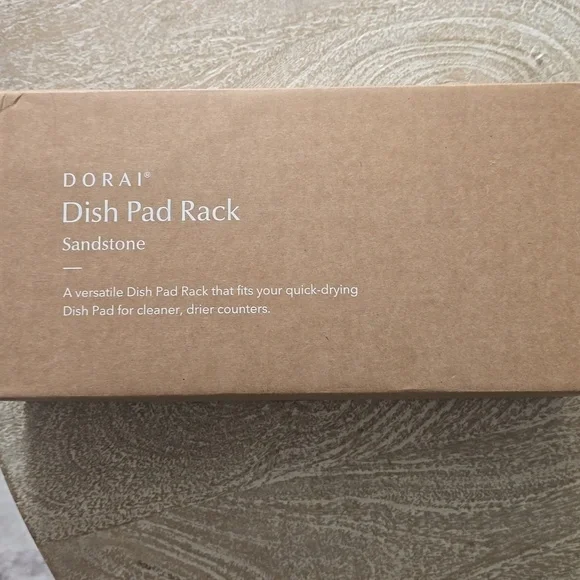 DORAI®
Dish Pad Rack
Sandstone
A versatile Dish Pad Rack that fits your quick-drying
Dish Pad for cleaner, drier counters.